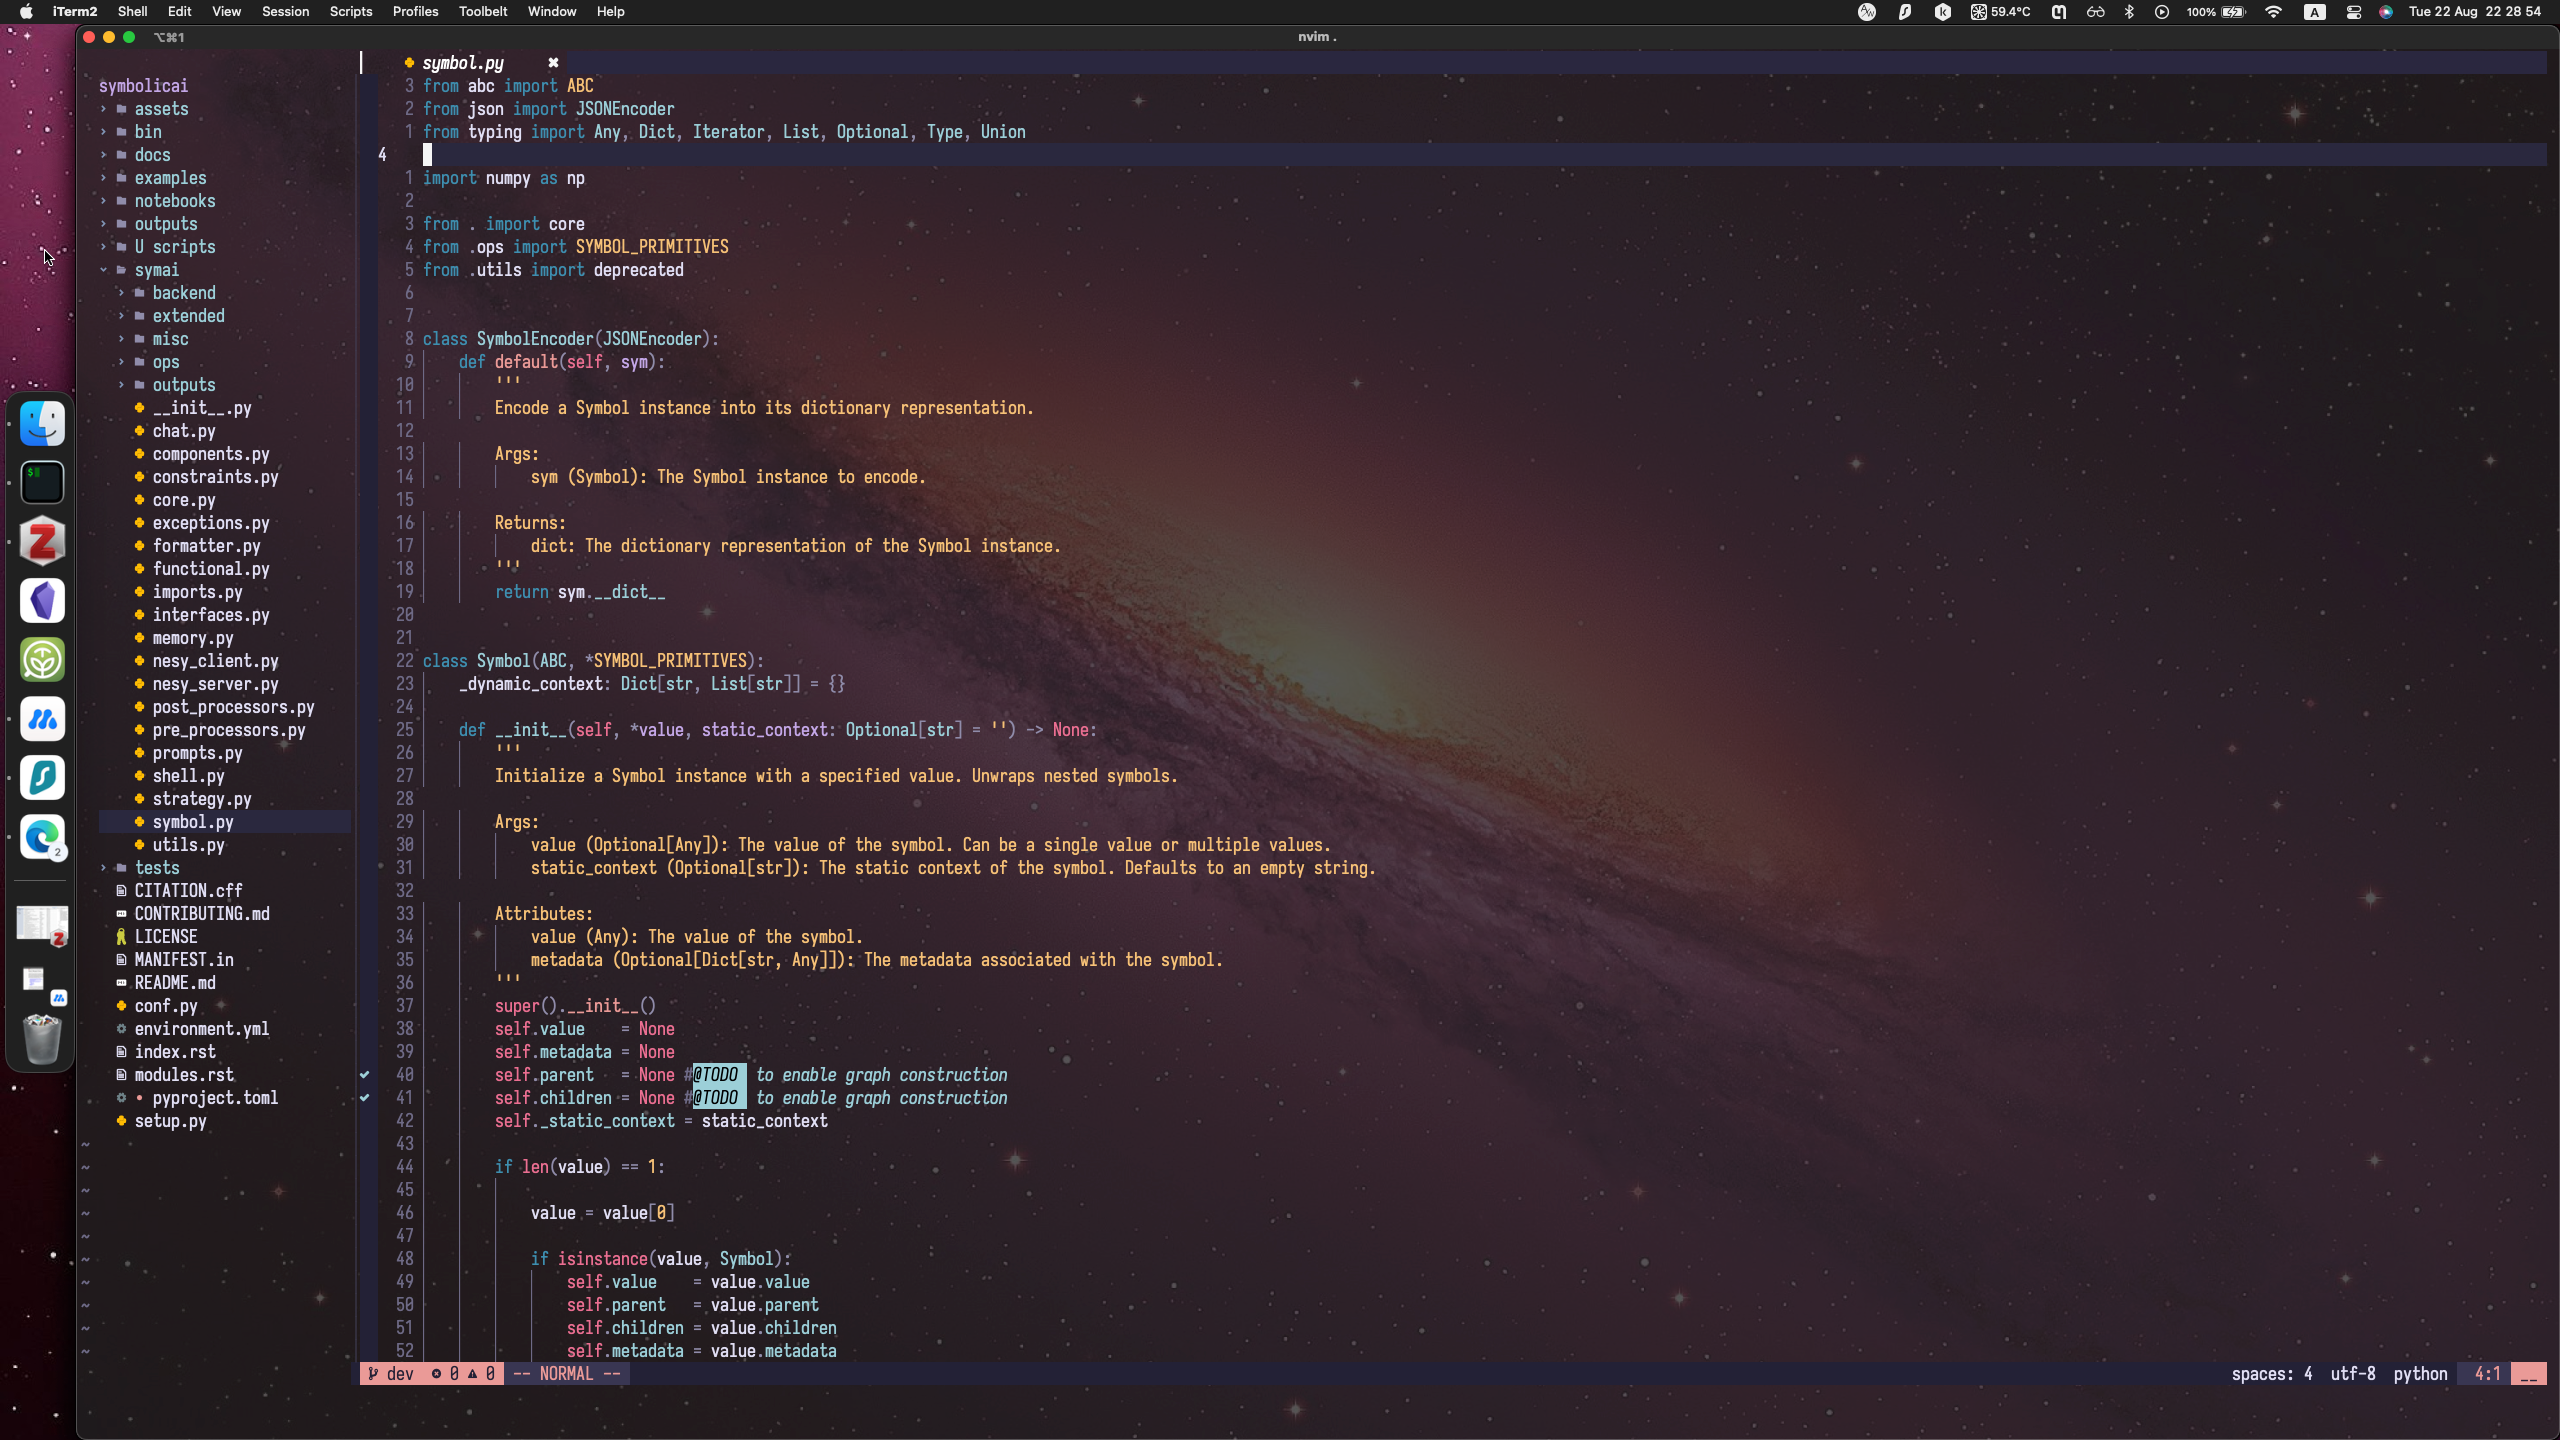 iTerm2 Shell Edit View Session Scripts Profiles Toolbelt Window Help 59.4°C 100% A Tue 22 Aug 22 28 54
⌥⌘1 nvim .
symbolicai
assets
bin
docs
examples
notebooks
outputs
U scripts
symai
backend
extended
misc
ops
outputs
__init__.py
chat.py
components.py
constraints.py
core.py
exceptions.py
formatter.py
functional.py
imports.py
interfaces.py
memory.py
nesy_client.py
nesy_server.py
post_processors.py
pre_processors.py
prompts.py
shell.py
strategy.py
symbol.py
utils.py
tests
CITATION.cff
CONTRIBUTING.md
LICENSE
MANIFEST.in
README.md
conf.py
environment.yml
index.rst
modules.rst
pyproject.toml
setup.py
symbol.py ✖
3 from abc import ABC
2 from json import JSONEncoder
1 from typing import Any, Dict, Iterator, List, Optional, Type, Union
4
1 import numpy as np
2
3 from . import core
4 from .ops import SYMBOL_PRIMITIVES
5 from .utils import deprecated
6
7
8 class SymbolEncoder(JSONEncoder):
9 def default(self, sym):
10 '''
11 Encode a Symbol instance into its dictionary representation.
12
13 Args:
14 sym (Symbol): The Symbol instance to encode.
15
16 Returns:
17 dict: The dictionary representation of the Symbol instance.
18 '''
19 return sym.__dict__
20
21
22 class Symbol(ABC, *SYMBOL_PRIMITIVES):
23 _dynamic_context: Dict[str, List[str]] = {}
24
25 def __init__(self, *value, static_context: Optional[str] = '') -> None:
26 '''
27 Initialize a Symbol instance with a specified value. Unwraps nested symbols.
28
29 Args:
30 value (Optional[Any]): The value of the symbol. Can be a single value or multiple values.
31 static_context (Optional[str]): The static context of the symbol. Defaults to an empty string.
32
33 Attributes:
34 value (Any): The value of the symbol.
35 metadata (Optional[Dict[str, Any]]): The metadata associated with the symbol.
36 '''
37 super().__init__()
38 self.value = None
39 self.metadata = None
40 self.parent = None #@TODO to enable graph construction
41 self.children = None #@TODO to enable graph construction
42 self._static_context = static_context
43
44 if len(value) == 1:
45
46 value = value[0]
47
48 if isinstance(value, Symbol):
49 self.value = value.value
50 self.parent = value.parent
51 self.children = value.children
52 self.metadata = value.metadata
dev 0 0 -- NORMAL -- spaces: 4 utf-8 python 4:1 __